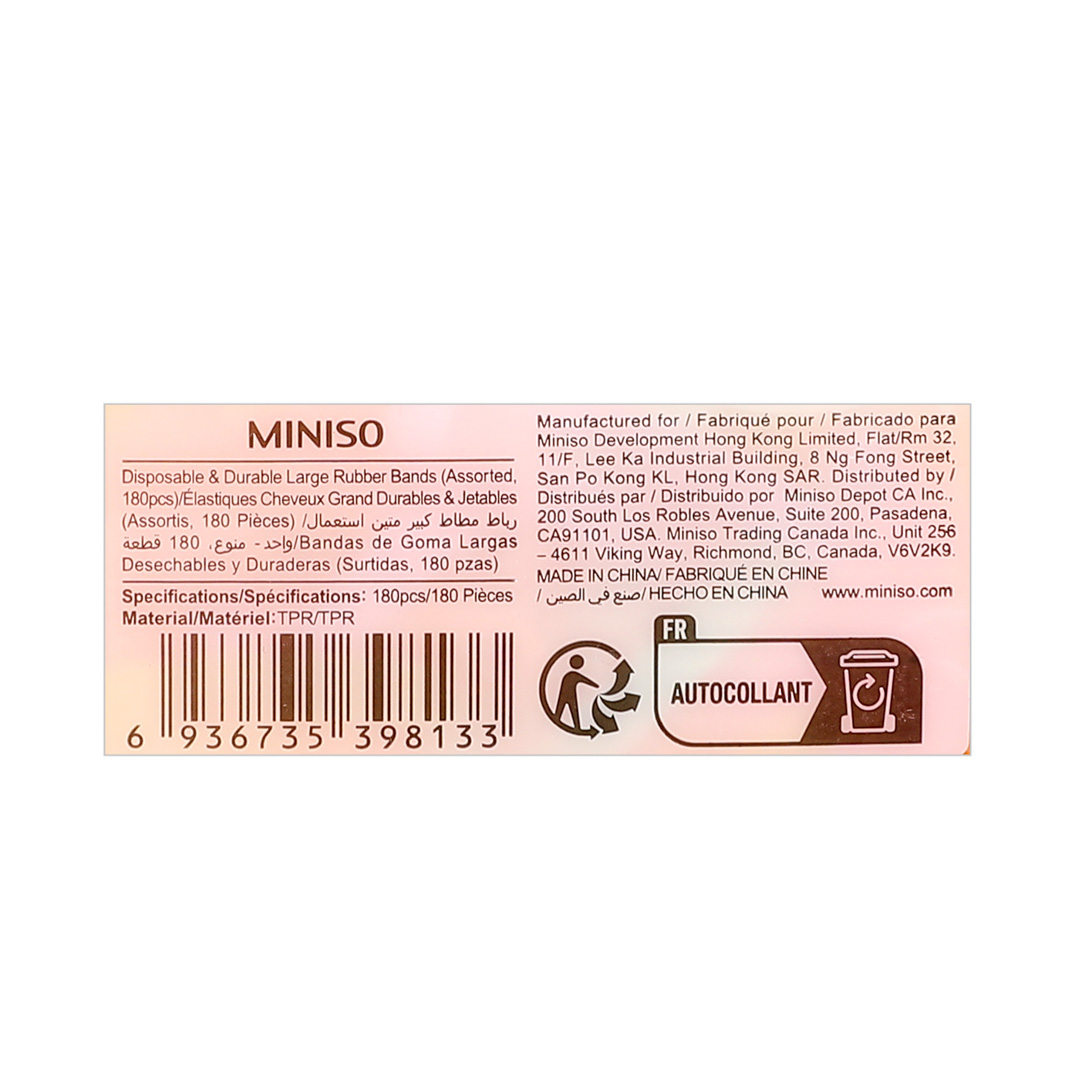 MINISO
Disposable & Durable Large Rubber Bands (Assorted,
180pcs)/Élastiques Cheveux Grand Durables & Jetables
(Assortis, 180 Pièces) /رباط مطاط كبير متين استعمال
واحد- منوع, 180 قطعة/Bandas de Goma Largas
Desechables y Duraderas (Surtidas, 180 pzas)
Specifications/Spécifications: 180pcs/180 Pièces
Material/Matériel:TPR/TPR
6 936735 398133
Manufactured for / Fabriqué pour / Fabricado para
Miniso Development Hong Kong Limited, Flat/Rm 32,
11/F, Lee Ka Industrial Building, 8 Ng Fong Street,
San Po Kong KL, Hong Kong SAR. Distributed by /
Distribués par / Distribuido por Miniso Depot CA Inc.,
200 South Los Robles Avenue, Suite 200, Pasadena,
CA91101, USA. Miniso Trading Canada Inc., Unit 256
– 4611 Viking Way, Richmond, BC, Canada, V6V2K9.
MADE IN CHINA/ FABRIQUÉ EN CHINE
/ صنع في الصين/ HECHO EN CHINA www.miniso.com
FR
AUTOCOLLANT